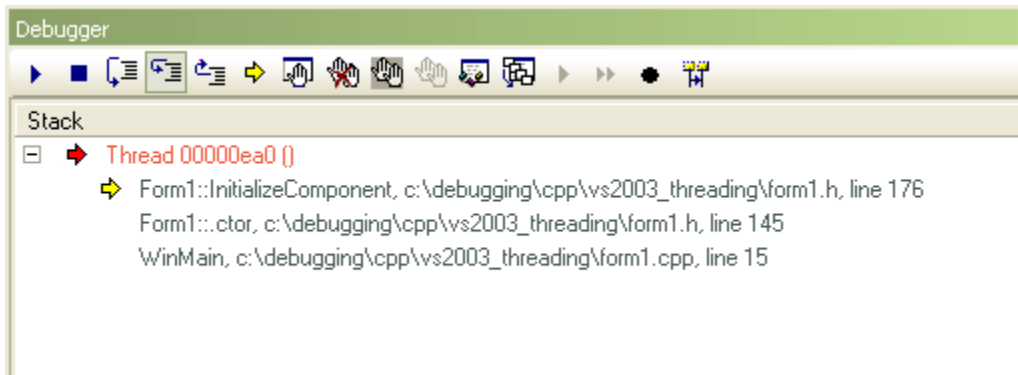 Debugger
Stack
Thread 00000ea0 ()
Form1::InitializeComponent, c:\debugging\cpp\vs2003_threading\form1.h, line 176
Form1::.ctor, c:\debugging\cpp\vs2003_threading\form1.h, line 145
WinMain, c:\debugging\cpp\vs2003_threading\form1.cpp, line 15